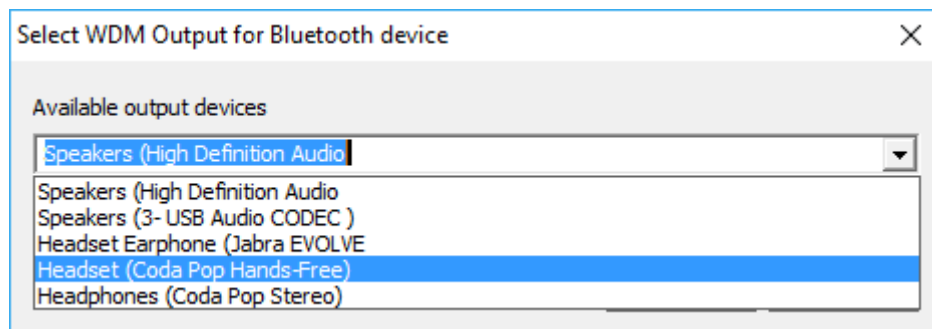 Select WDM Output for Bluetooth device
Available output devices
Speakers (High Definition Audio
Speakers (High Definition Audio
Speakers (3- USB Audio CODEC )
Headset Earphone (Jabra EVOLVE
Headset (Coda Pop Hands-Free)
Headphones (Coda Pop Stereo)